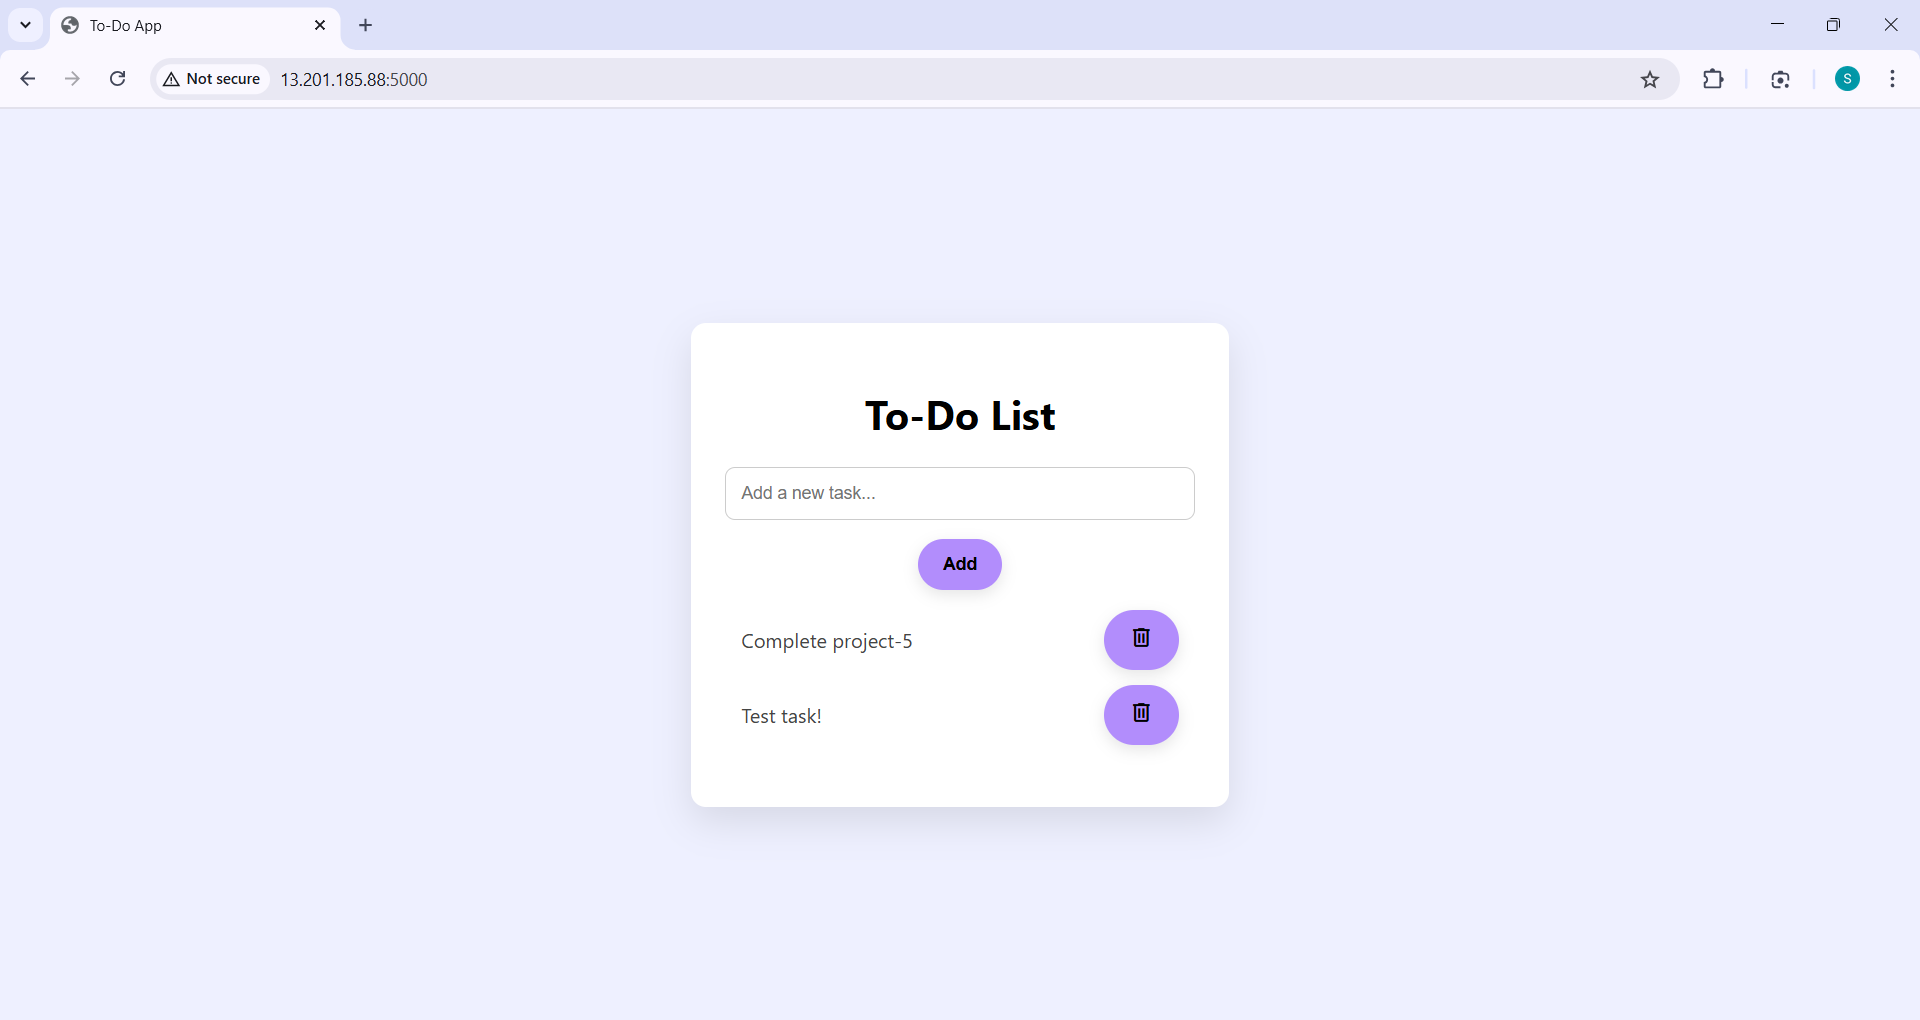 To-Do App
Not secure
13.201.185.88:5000
S
To-Do List
Add a new task...
Add
Complete project-5
Test task!